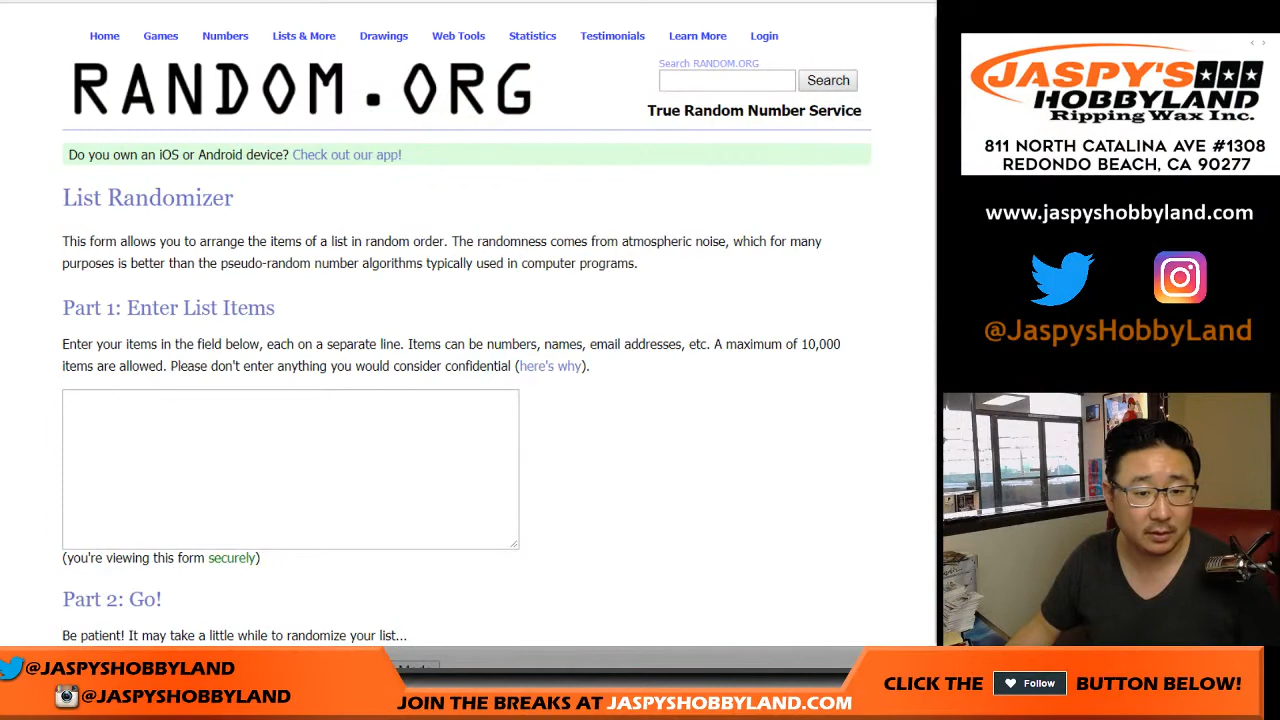 Home Games Numbers Lists & More Drawings Web Tools Statistics Testimonials Learn More Login
RANDOM.ORG
Search RANDOM.ORG
Search
True Random Number Service
Do you own an iOS or Android device? Check out our app!
List Randomizer
This form allows you to arrange the items of a list in random order. The randomness comes from atmospheric noise, which for many
purposes is better than the pseudo-random number algorithms typically used in computer programs.
Part 1: Enter List Items
Enter your items in the field below, each on a separate line. Items can be numbers, names, email addresses, etc. A maximum of 10,000
items are allowed. Please don't enter anything you would consider confidential (here's why).
(you're viewing this form securely)
Part 2: Go!
Be patient! It may take a little while to randomize your list...
JASPY'S
HOBBYLAND
Ripping Wax Inc.
811 NORTH CATALINA AVE #1308
REDONDO BEACH, CA 90277
www.jaspyshobbyland.com
@JaspysHobbyLand
@JASPYSHOBBYLAND
@JASPYSHOBBYLAND
JOIN THE BREAKS AT JASPYSHOBBYLAND.COM
CLICK THE Follow BUTTON BELOW!